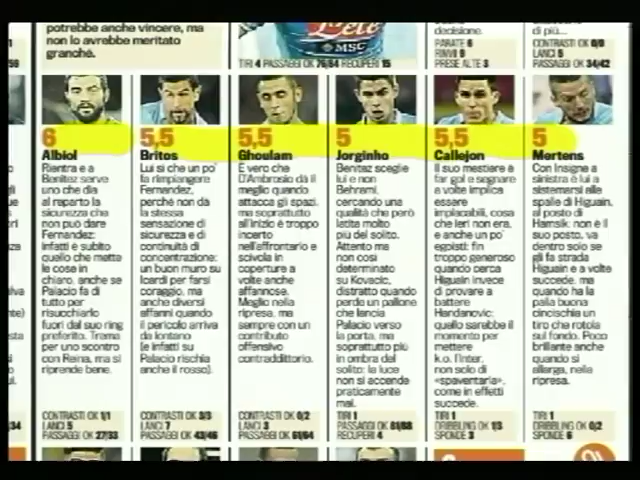 potrebbe anche vincere, ma
non lo avrebbe meritato
granché.
Lete
MSC
TIRI 4 PASSAGGI OK 76/84 RECUPERI 15
decisione.
PARATE 6
RINVII 9
PRESE ALTE 3
di più...
CONTRASTI OK 0/0
LANCI 5
PASSAGGI OK 34/42
6
Albiol
Rientra e a
Benitez serve
uno che dia
al reparto la
sicurezza che
non può dare
Fernandez:
infatti è subito
quello che mette
le cose in
chiaro, anche se
Palacio fa di
tutto per
risucchiarlo
fuori dal suo ring
preferito. Trema
per uno scontro
con Reina, ma si
riprende bene.
CONTRASTI OK 1/1
LANCI 5
PASSAGGI OK 27/33
5,5
Britos
Lui sì che un po'
fa rimpiangere
Fernandez,
perché non dà
la stessa
sensazione di
sicurezza e di
continuità di
concentrazione:
un buon muro su
Icardi per forsi
coraggio, ma
anche diversi
affanni quando
il pericolo arriva
da lontano
(e infatti su
Palacio rischia
anche il rosso).
CONTRASTI OK 3/3
LANCI 7
PASSAGGI OK 43/46
5,5
Ghoulam
È vero che
D'Ambrosio dà il
meglio quando
attacca gli spazi,
ma soprattutto
all'inizio è troppo
incerto
nell'affrontarlo e
scivola in
coperture a
volte anche
affannose.
Meglio nella
ripresa, ma
sempre con un
contributo
offensivo
contraddittorio.
CONTRASTI OK 0/2
LANCI 3
PASSAGGI OK 61/64
5
Jorginho
Benitez sceglie
lui e non
Behrami,
cercando una
qualità che però
latita molto
più del solito.
Attento ma
non così
determinato
su Kovacic,
distratto quando
perde un pallone
che lancia
Palacio verso
la porta, ma
soprattutto più
in ombra del
solito: la luce
non si accende
praticamente
mai.
TIRI 1
PASSAGGI OK 81/88
RECUPERI 4
5,5
Callejon
Il suo mestiere è
far gol e sognare
a volte implica
essere
implacabili, cosa
che ieri non era,
e anche un po'
egoisti: fin
troppo generoso
quando cerca
Higuain invece
di provare a
battere
Handanovic:
quello sarebbe il
momento per
mettere
k.o. l'Inter,
non solo di
«spaventarla»,
come in effetti
succede.
TIRI 1
DRIBBLING OK 1/3
SPONDE 3
5
Mertens
Con Insigne a
sinistra è lui a
sistemarsi alla
spalle di Higuain,
al posto di
Hamsik: non è il
suo posto, va
dentro solo se
gli fa strada
Higuain e a volte
succede, ma
quando ha la
palla buona
cincischia un
tiro che rotola
sul fondo. Poco
brillante anche
quando si
allarga, nella
ripresa.
TIRI 1
DRIBBLING OK 0/2
SPONDE 6